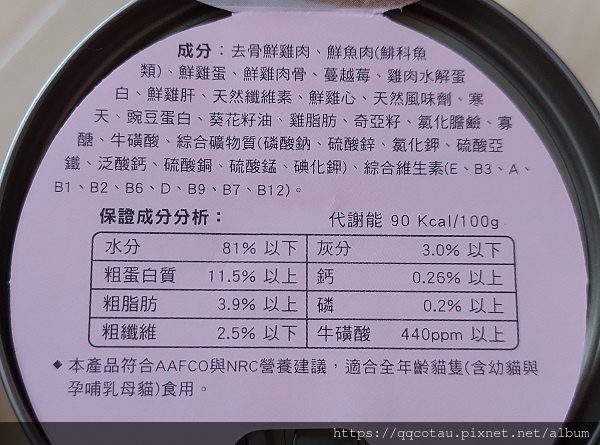 成分：去骨鮮雞肉、鮮魚肉(鯡科魚
類)、鮮雞蛋、鮮雞肉骨、蔓越莓、雞肉水解蛋
白、鮮雞肝、天然纖維素、鮮雞心、天然風味劑、寒
天、豌豆蛋白、葵花籽油、雞脂肪、奇亞籽、氯化膽鹼、寡
醣、牛磺酸、綜合礦物質(磷酸鈉、硫酸鋅、氯化鉀、硫酸亞
鐵、泛酸鈣、硫酸銅、硫酸錳、碘化鉀)、綜合維生素(E、B3、A、
B1、B2、B6、D、B9、B7、B12)。
保證成分分析： 代謝能 90 Kcal/100g
水分 81% 以下 灰分 3.0% 以下
粗蛋白質 11.5% 以上 鈣 0.26% 以上
粗脂肪 3.9% 以上 磷 0.2% 以上
粗纖維 2.5% 以下 牛磺酸 440ppm 以上
◆ 本產品符合AAFCO與NRC營養建議，適合全年齡貓隻(含幼貓與
孕哺乳母貓)食用。
https://qqcotau.pixnet.net/album